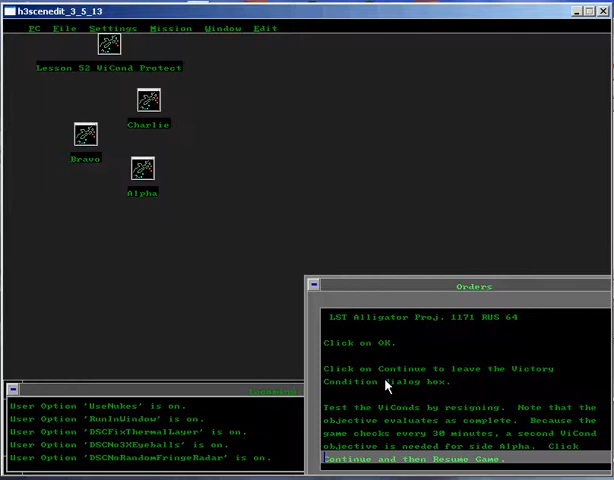 h3scenedit_3_5_13
PC File Settings Mission Window Edit
Lesson 52 ViCond Protect
Charlie
Bravo
Alpha
Orders
LST Alligator Proj. 1171 RUS 64
Click on OK.
Click on Continue to leave the Victory
Condition Dialog box.
Test the ViConds by resigning. Note that the
objective evaluates as complete. Because the
game checks every 30 minutes, a second ViCond
objective is needed for side Alpha. Click
Continue and then Resume Game.
User Option 'UseNukes' is on.
User Option 'RunInWindow' is on.
User Option 'DSCFixThermalLayer' is on.
User Option 'DSCNo3XEyeballs' is on.
User Option 'DSCNoRandomFringeRadar' is on.